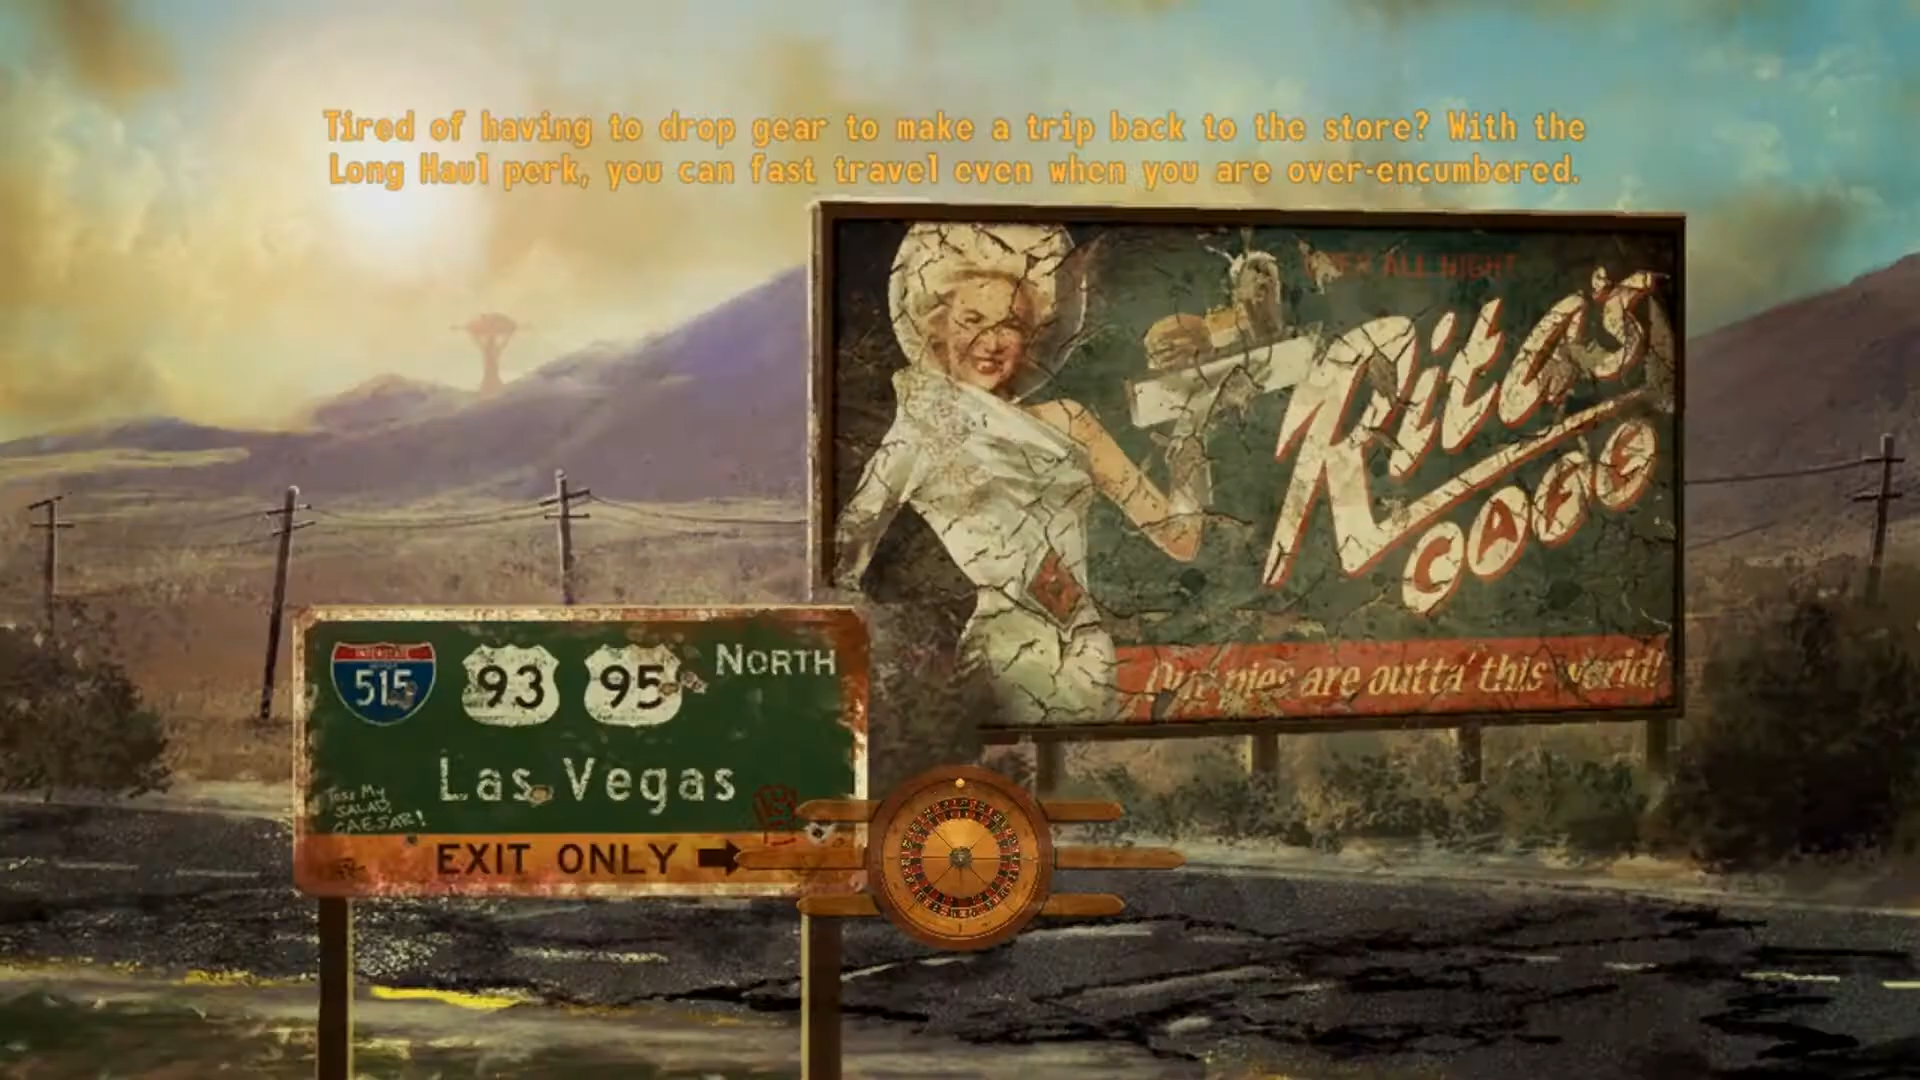 Tired of having to drop gear to make a trip back to the store? With the
Long Haul perk, you can fast travel even when you are over-encumbered.
OPEN ALL NIGHT
Rita's
CAFE
Our pies are outta' this world!
INTERSTATE
515
93
95
NORTH
Las Vegas
Toss My
SALAD,
CAESAR!
EXIT ONLY